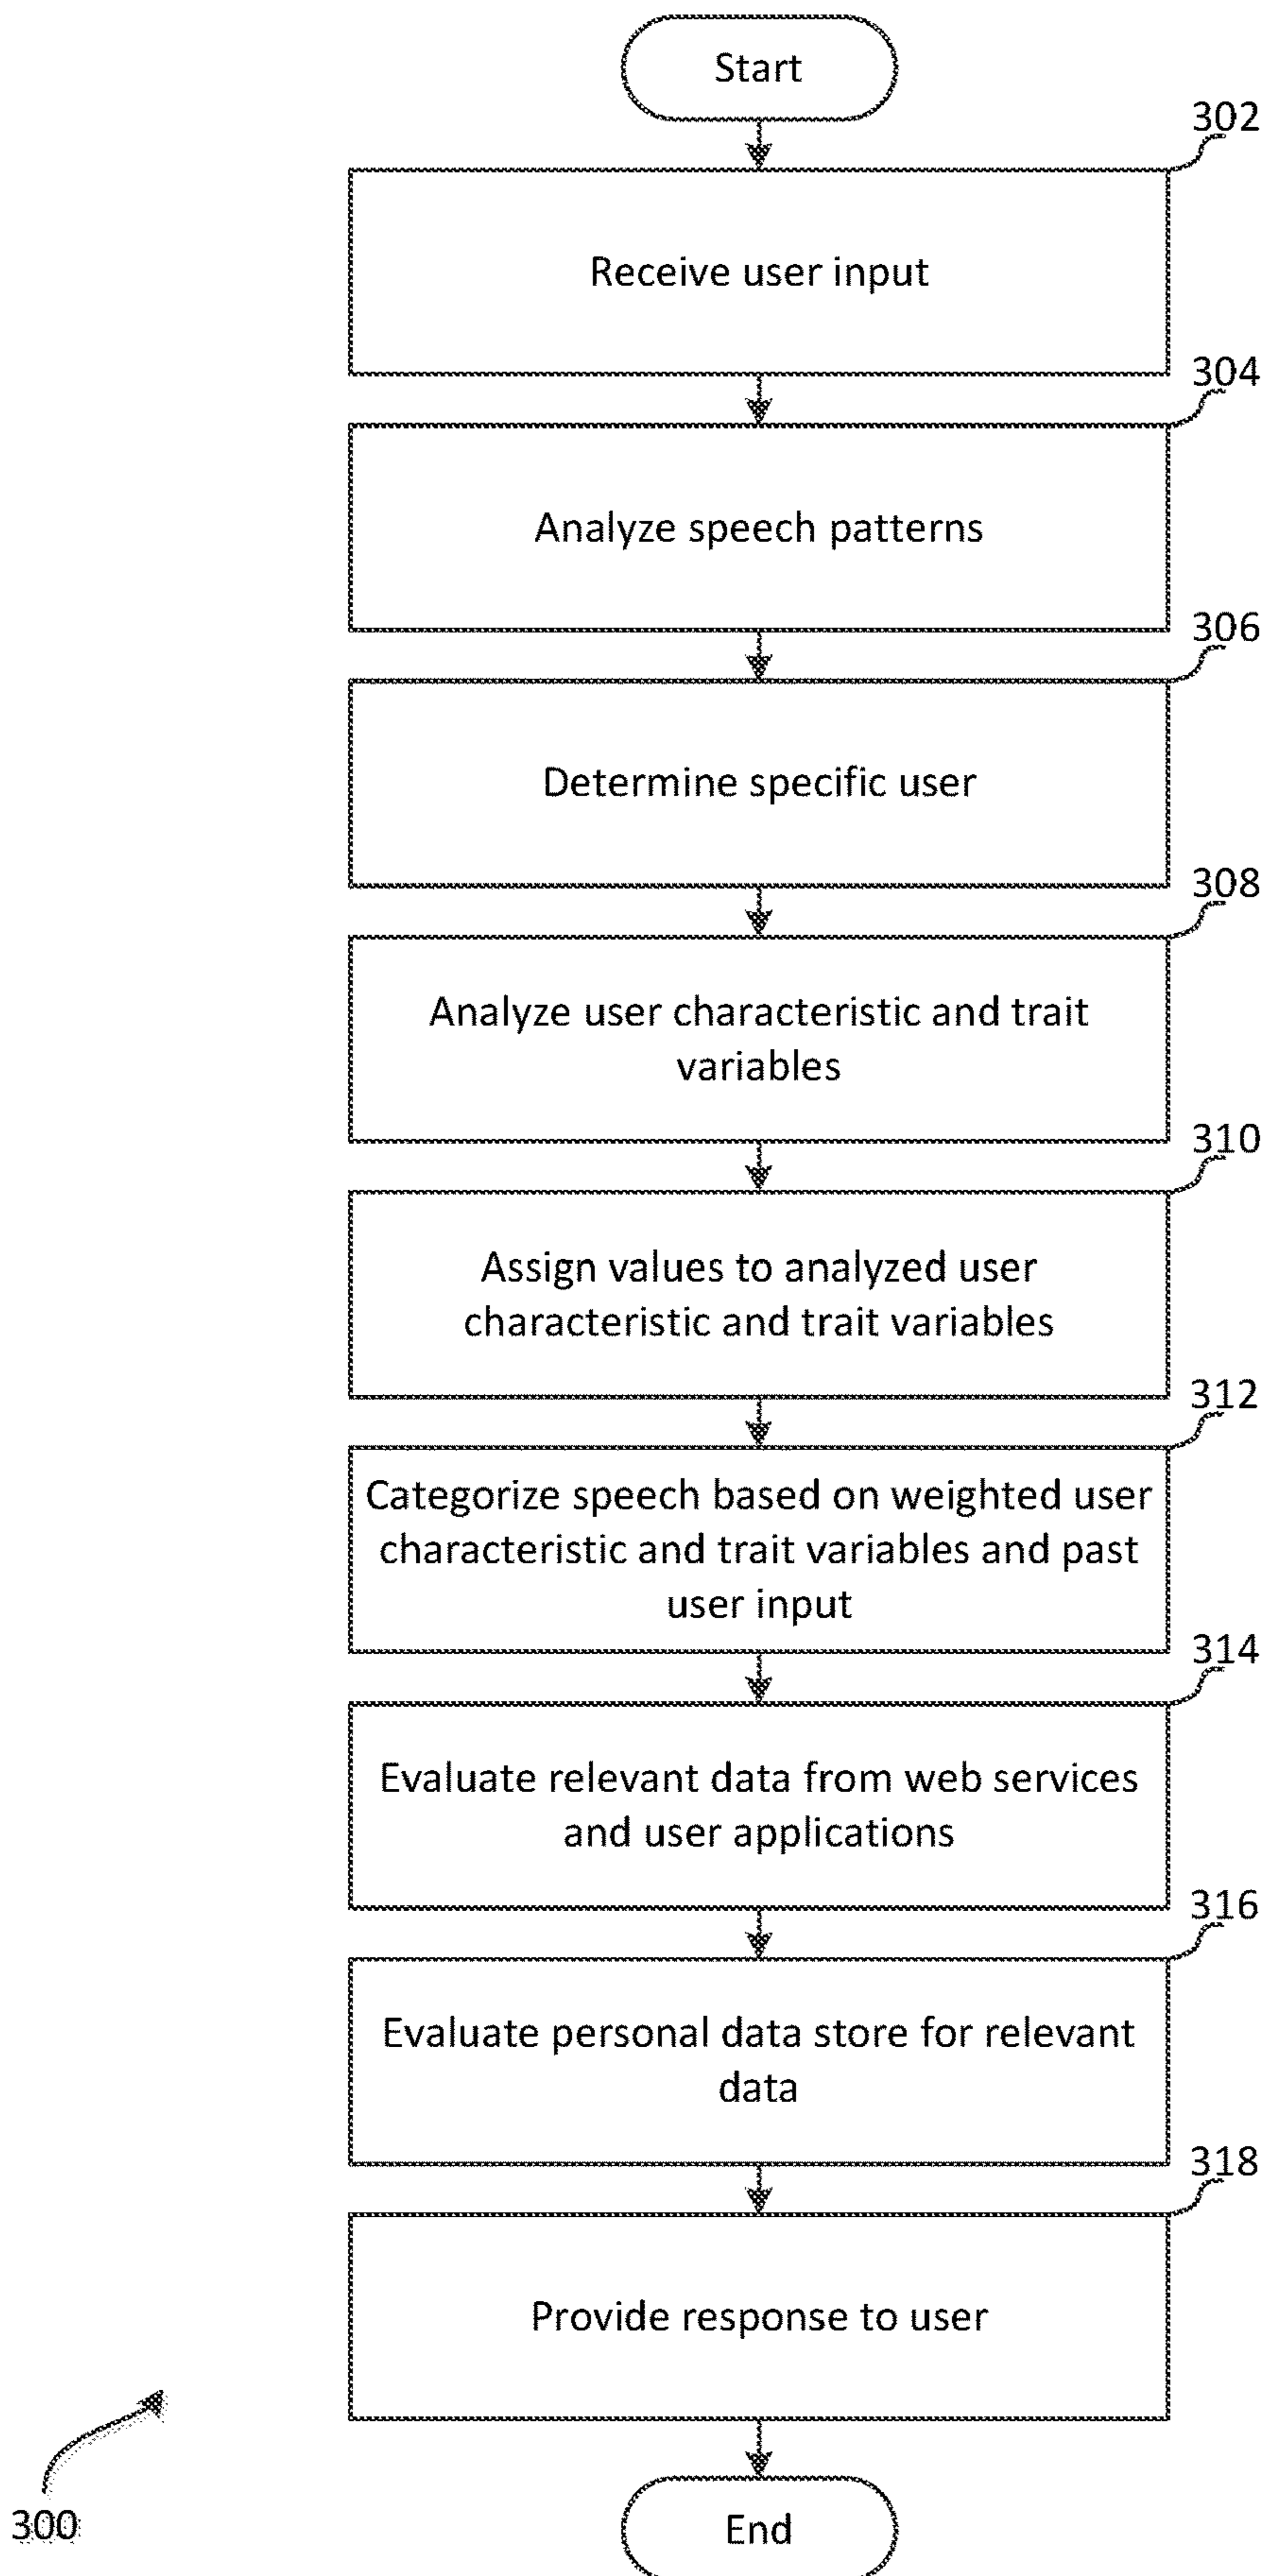 Start
302
Receive user input
304
Analyze speech patterns
306
Determine specific user
308
Analyze user characteristic and trait
variables
310
Assign values to analyzed user
characteristic and trait variables
312
Categorize speech based on weighted user
characteristic and trait variables and past
user input
314
Evaluate relevant data from web services
and user applications
316
Evaluate personal data store for relevant
data
318
Provide response to user
300
End